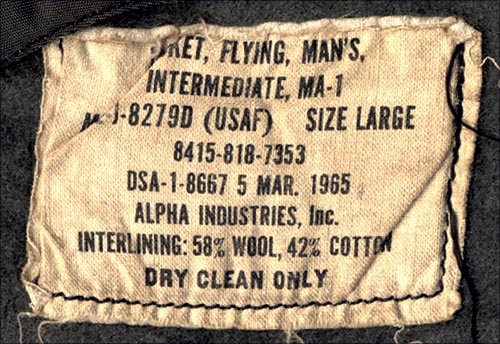 KET, FLYING, MAN'S,
INTERMEDIATE, MA-1
J-8279D (USAF) SIZE LARGE
8415-818-7353
DSA-1-8667 5 MAR. 1965
ALPHA INDUSTRIES, Inc.
INTERLINING: 58% WOOL, 42% COTTON
DRY CLEAN ONLY